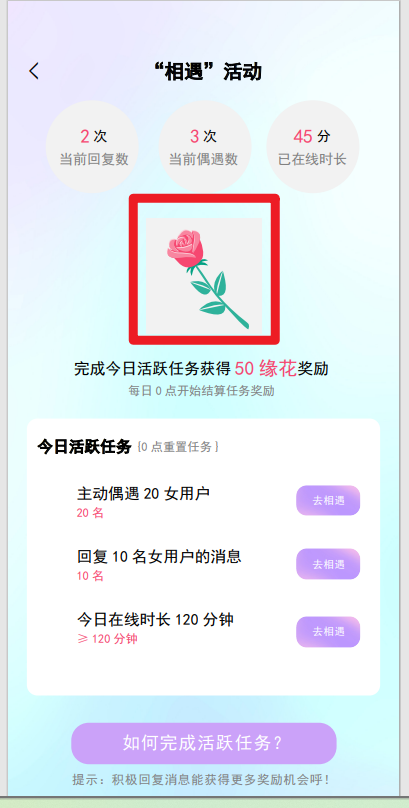 “相遇”活动
2 次
3 次
45 分
当前回复数
当前偶遇数
已在线时长
完成今日活跃任务获得 50 缘花奖励
每日 0 点开始结算任务奖励
今日活跃任务 (0 点重置任务)
主动偶遇 20 女用户
20 名
去相遇
回复 10 名女用户的消息
10 名
去相遇
今日在线时长 120 分钟
≥ 120 分钟
去相遇
如何完成活跃任务?
提示：积极回复消息能获得更多奖励机会呼！